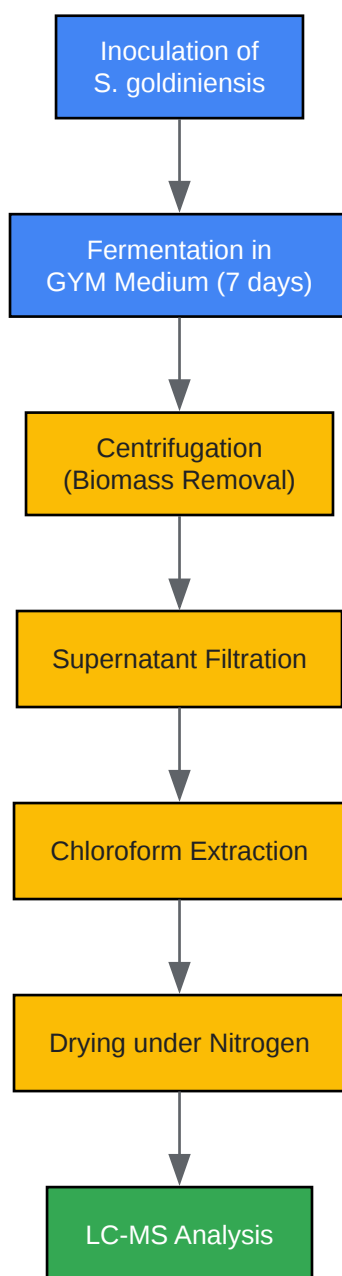 Inoculation of
S. goldiniensis
Fermentation in
GYM Medium (7 days)
Centrifugation
(Biomass Removal)
Supernatant Filtration
Chloroform Extraction
Drying under Nitrogen
LC-MS Analysis